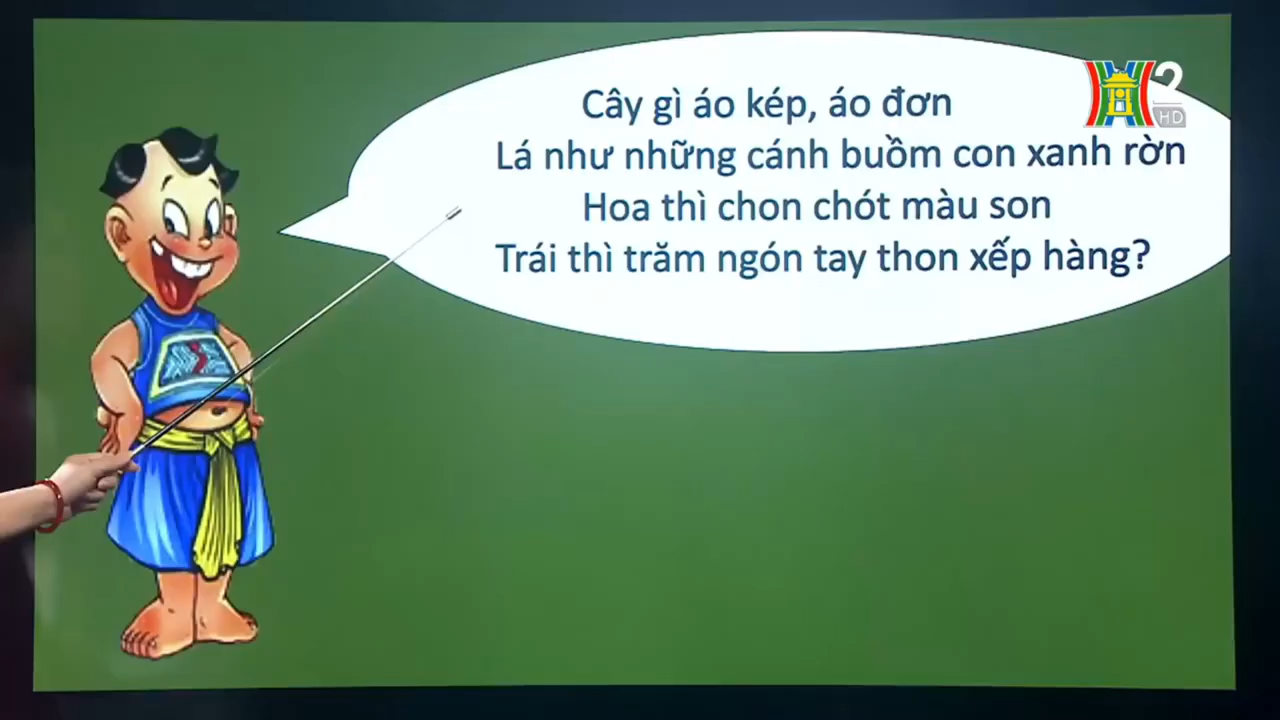 Cây gì áo kép, áo đơn
Lá như những cánh buồm con xanh rờn
Hoa thì chon chót màu son
Trái thì trăm ngón tay thon xếp hàng?
2
HD